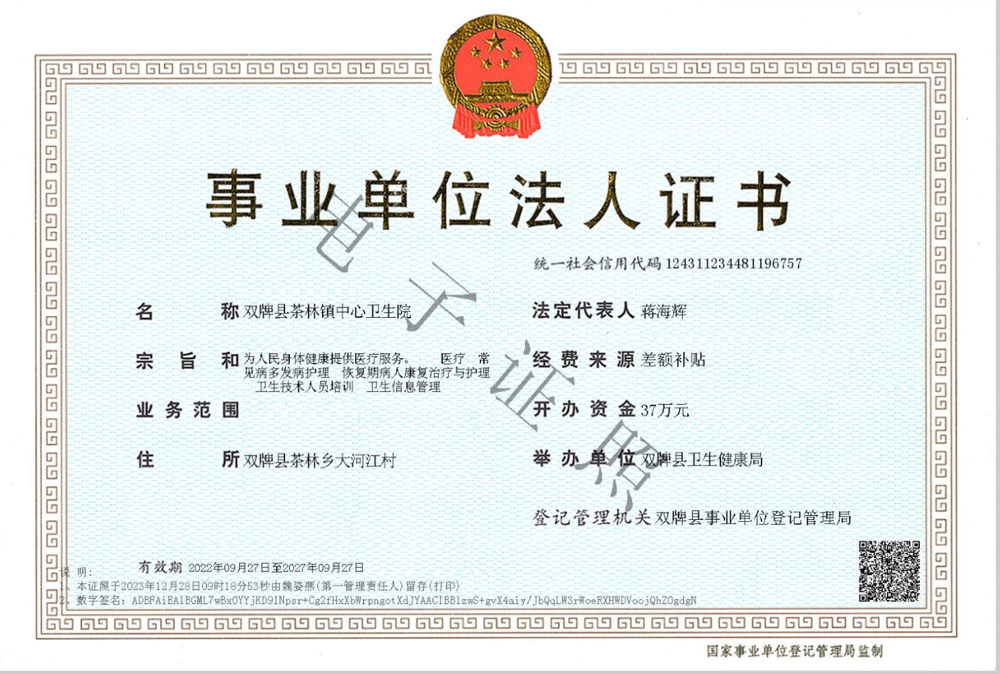 事业单位法人证书
统一社会信用代码 124311234481196757
名称 双牌县茶林镇中心卫生院
法定代表人 蒋海辉
宗旨和 为人民身体健康提供医疗服务。 医疗 常
见病多发病护理 恢复期病人康复治疗与护理
卫生技术人员培训 卫生信息管理
业务范围
经费来源 差额补贴
开办资金 37万元
住所 双牌县茶林乡大河江村
举办单位 双牌县卫生健康局
登记管理机关 双牌县事业单位登记管理局
有效期 2022年09月27日至2027年09月27日
说 明:
1、本证照于2023年12月28日09时18分53秒由魏姿燕(第一管理责任人)留存(打印)
2、数字签名: ADBFAiEA1BGML7wBxOYYjKD9INpsr+Cg2fHxXbWrpngotXdJYAACIBB1zwS+gvX4aiy/JbQqLW3rWoeRXHWDVoojQhZOgdgN
国家事业单位登记管理局监制
电子证照